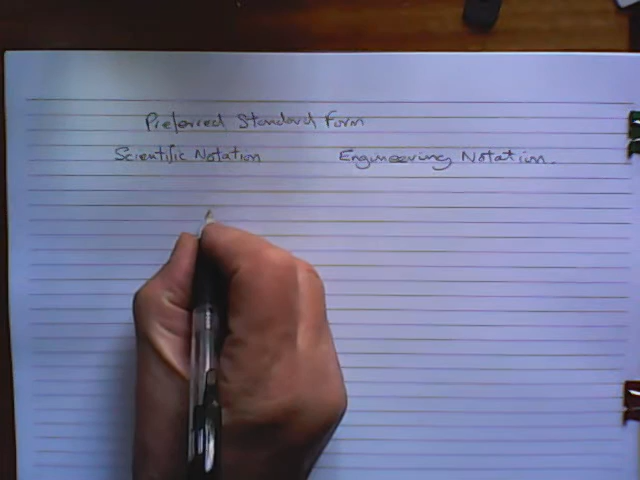 Preferred Standard Form
Scientific Notation Engineering Notation.